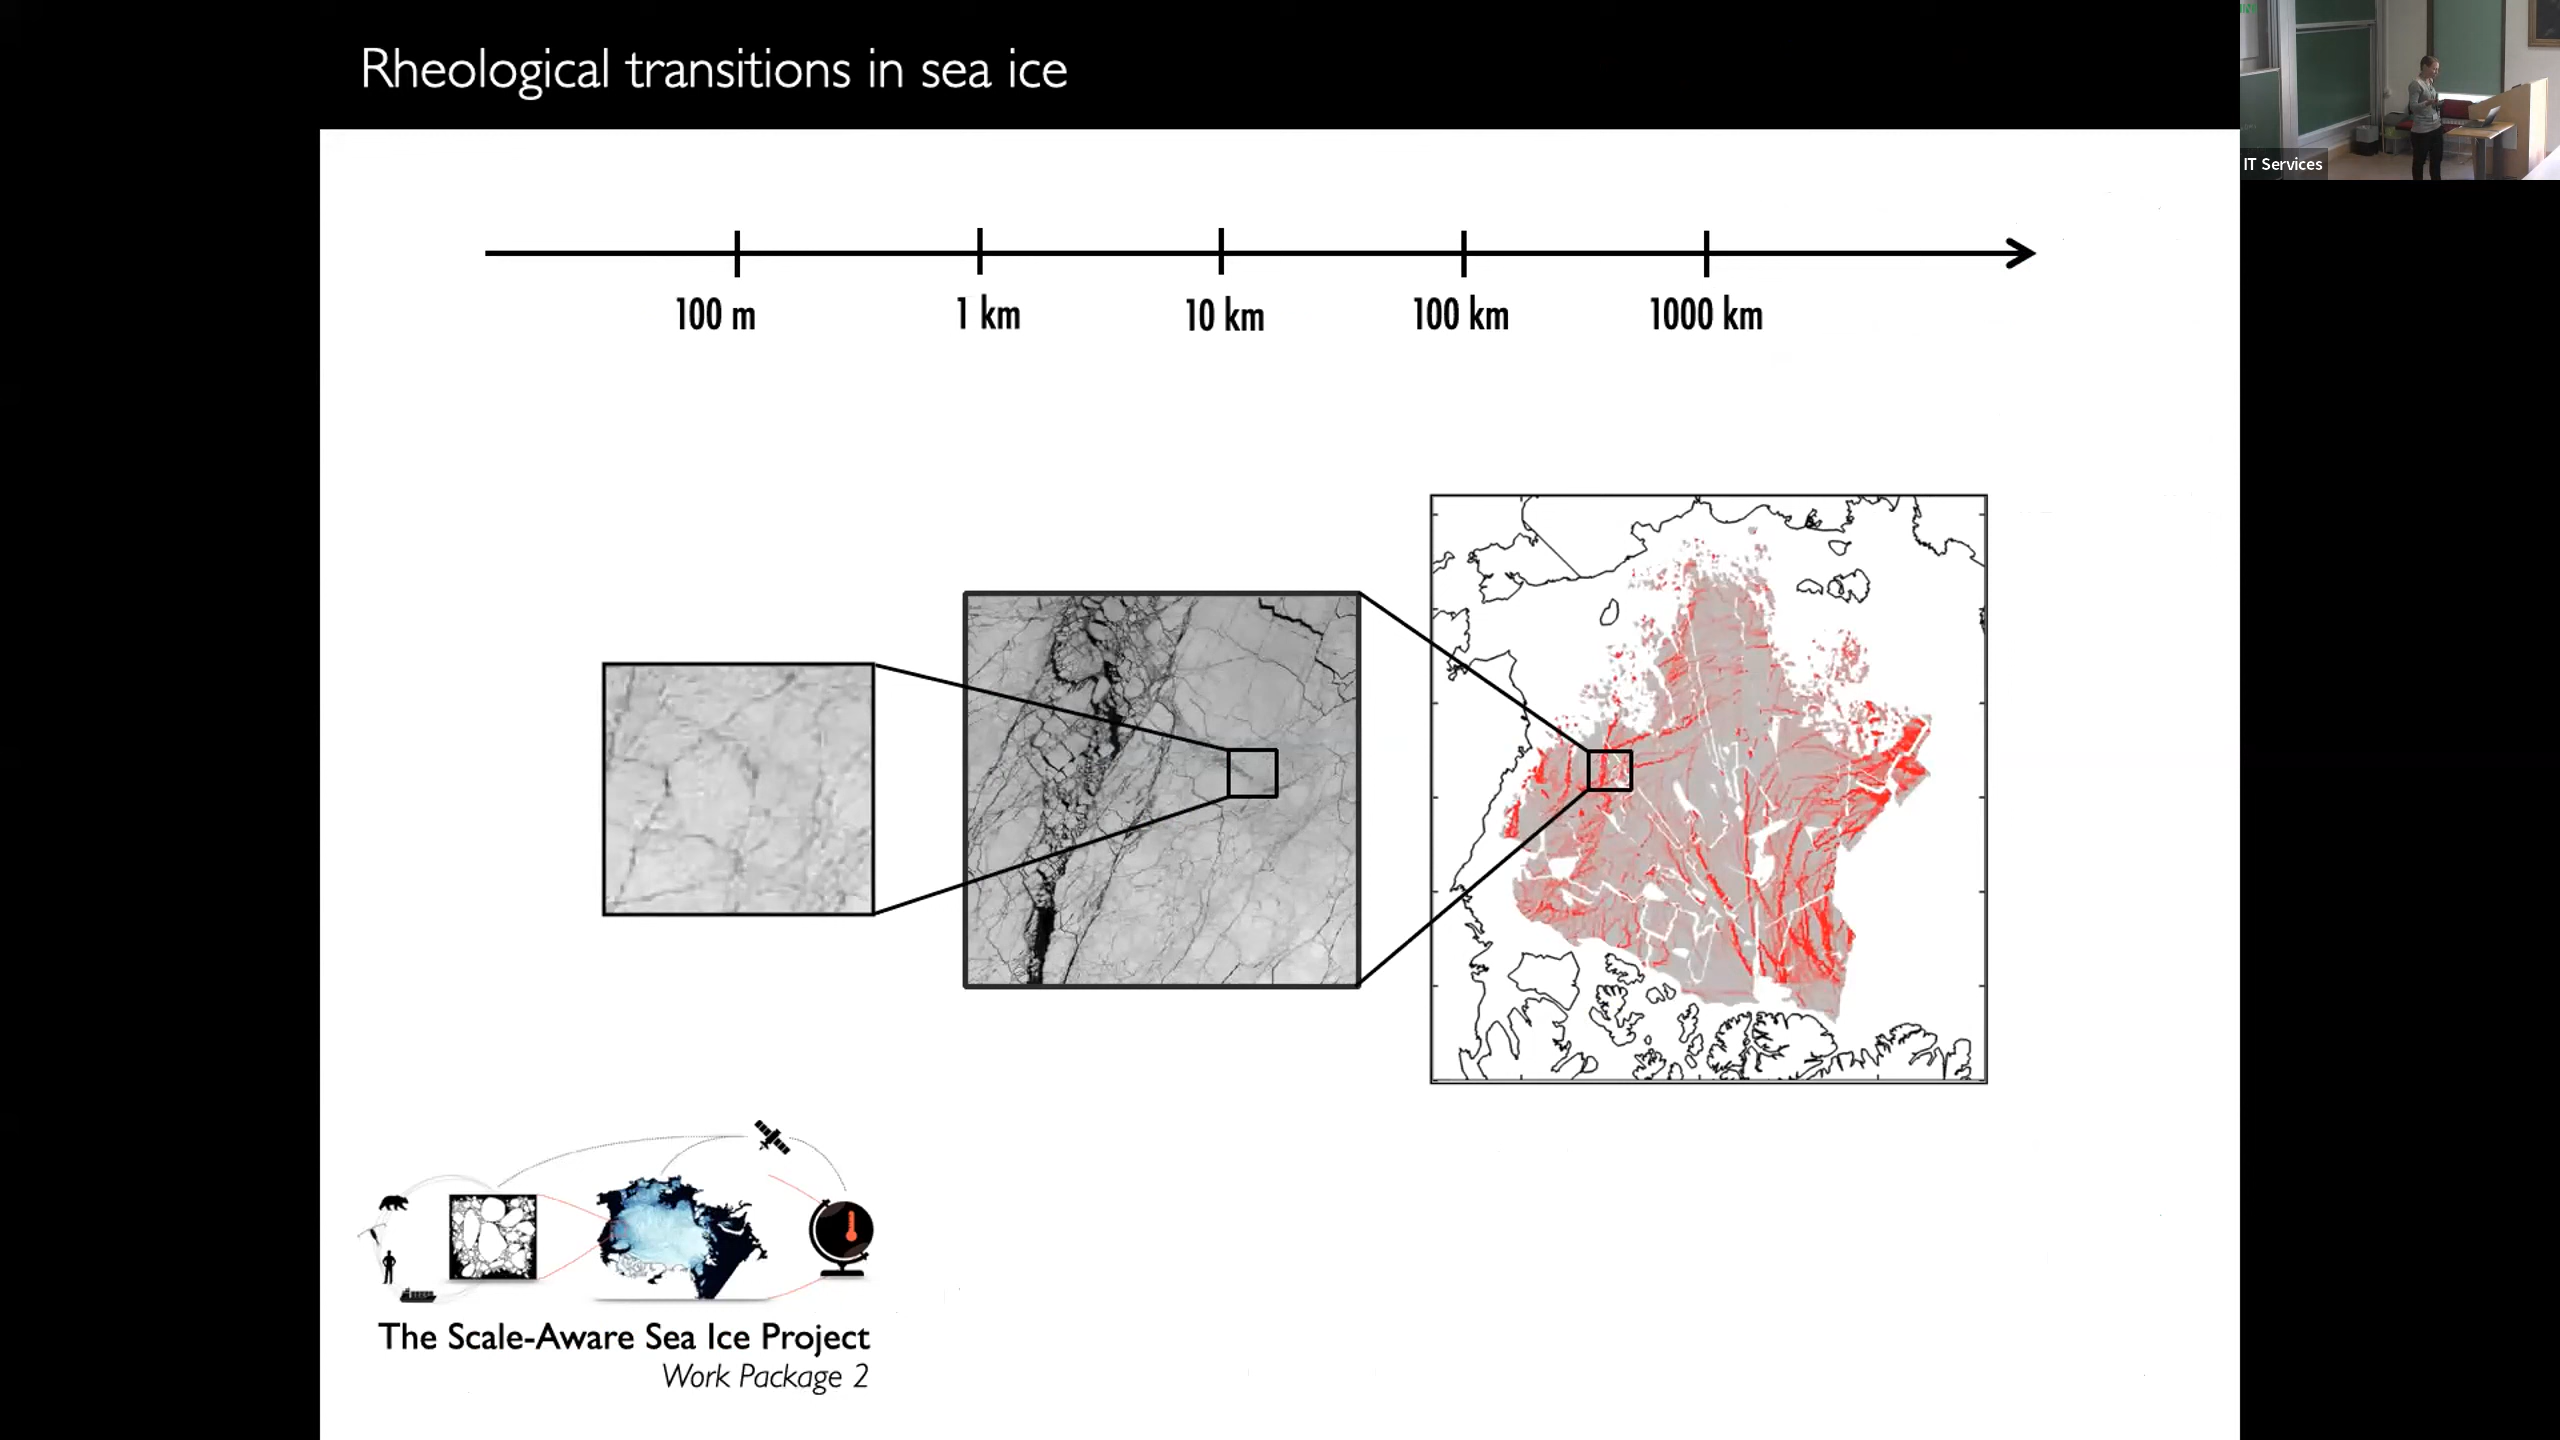 Rheological transitions in sea ice
IT Services
100 m 1 km 10 km 100 km 1000 km
The Scale-Aware Sea Ice Project
Work Package 2